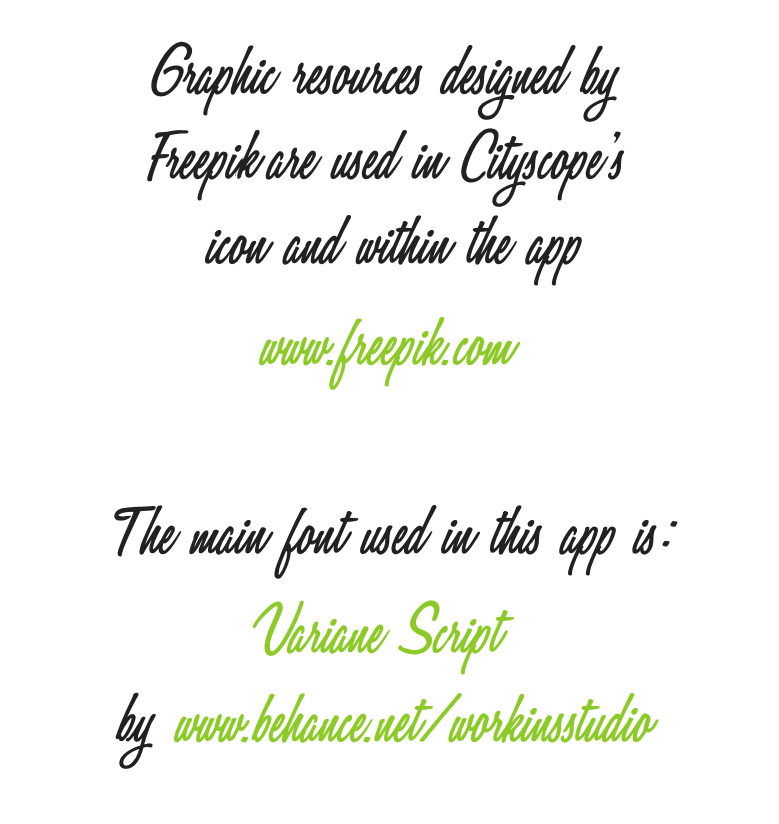 Graphic resources designed by
Freepik are used in Cityscope's
icon and within the app
www.freepik.com
The main font used in this app is:
Variane Script
by www.behance.net/workinsstudio